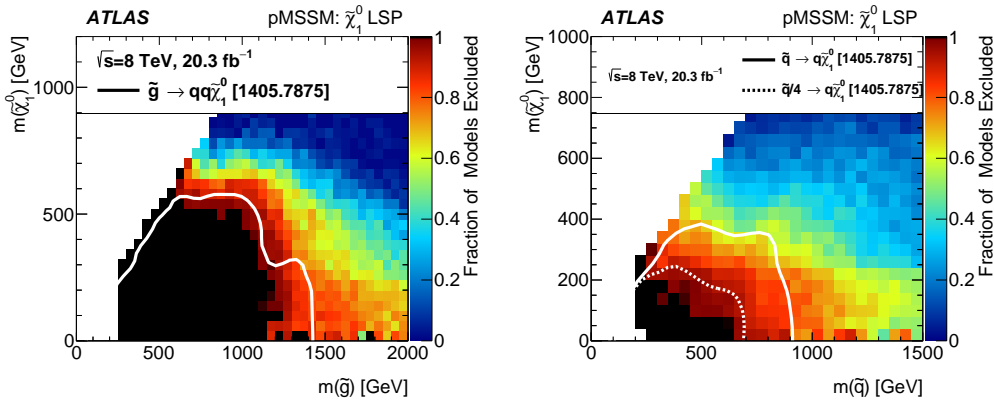 ATLAS pMSSM: χ̃₁⁰ LSP
√s=8 TeV, 20.3 fb⁻¹
g̃ → qqχ̃₁⁰ [1405.7875]
m(χ̃₁⁰) [GeV]
1000
500
0
0 500 1000 1500 2000
m(g̃) [GeV]
1
0.8
0.6
0.4
0.2
0
Fraction of Models Excluded
ATLAS pMSSM: χ̃₁⁰ LSP
√s=8 TeV, 20.3 fb⁻¹
q̃ → qχ̃₁⁰ [1405.7875]
q̃/4 → qχ̃₁⁰ [1405.7875]
m(χ̃₁⁰) [GeV]
1000
800
600
400
200
0
0 500 1000 1500
m(q̃) [GeV]
1
0.8
0.6
0.4
0.2
0
Fraction of Models Excluded